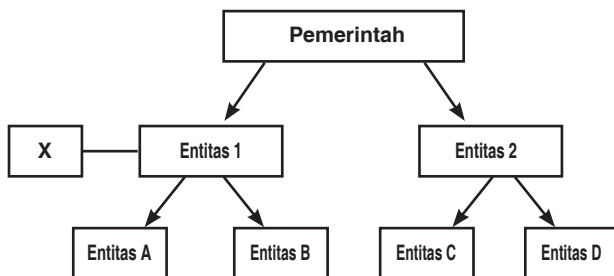 Pemerintah
X
Entitas 1
Entitas 2
Entitas A
Entitas B
Entitas C
Entitas D